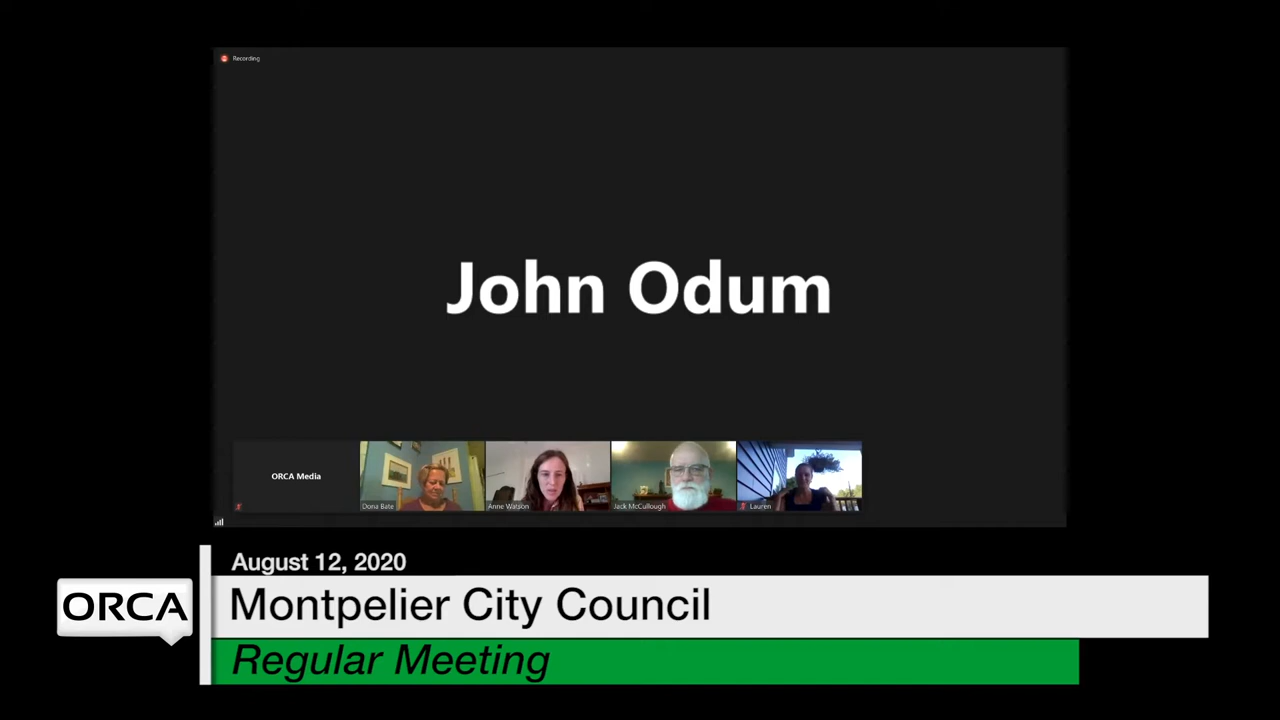 Recording
John Odum
ORCA Media
Dona Bate
Anne Watson
Jack McCullough
Lauren
August 12, 2020
ORCA
Montpelier City Council
Regular Meeting